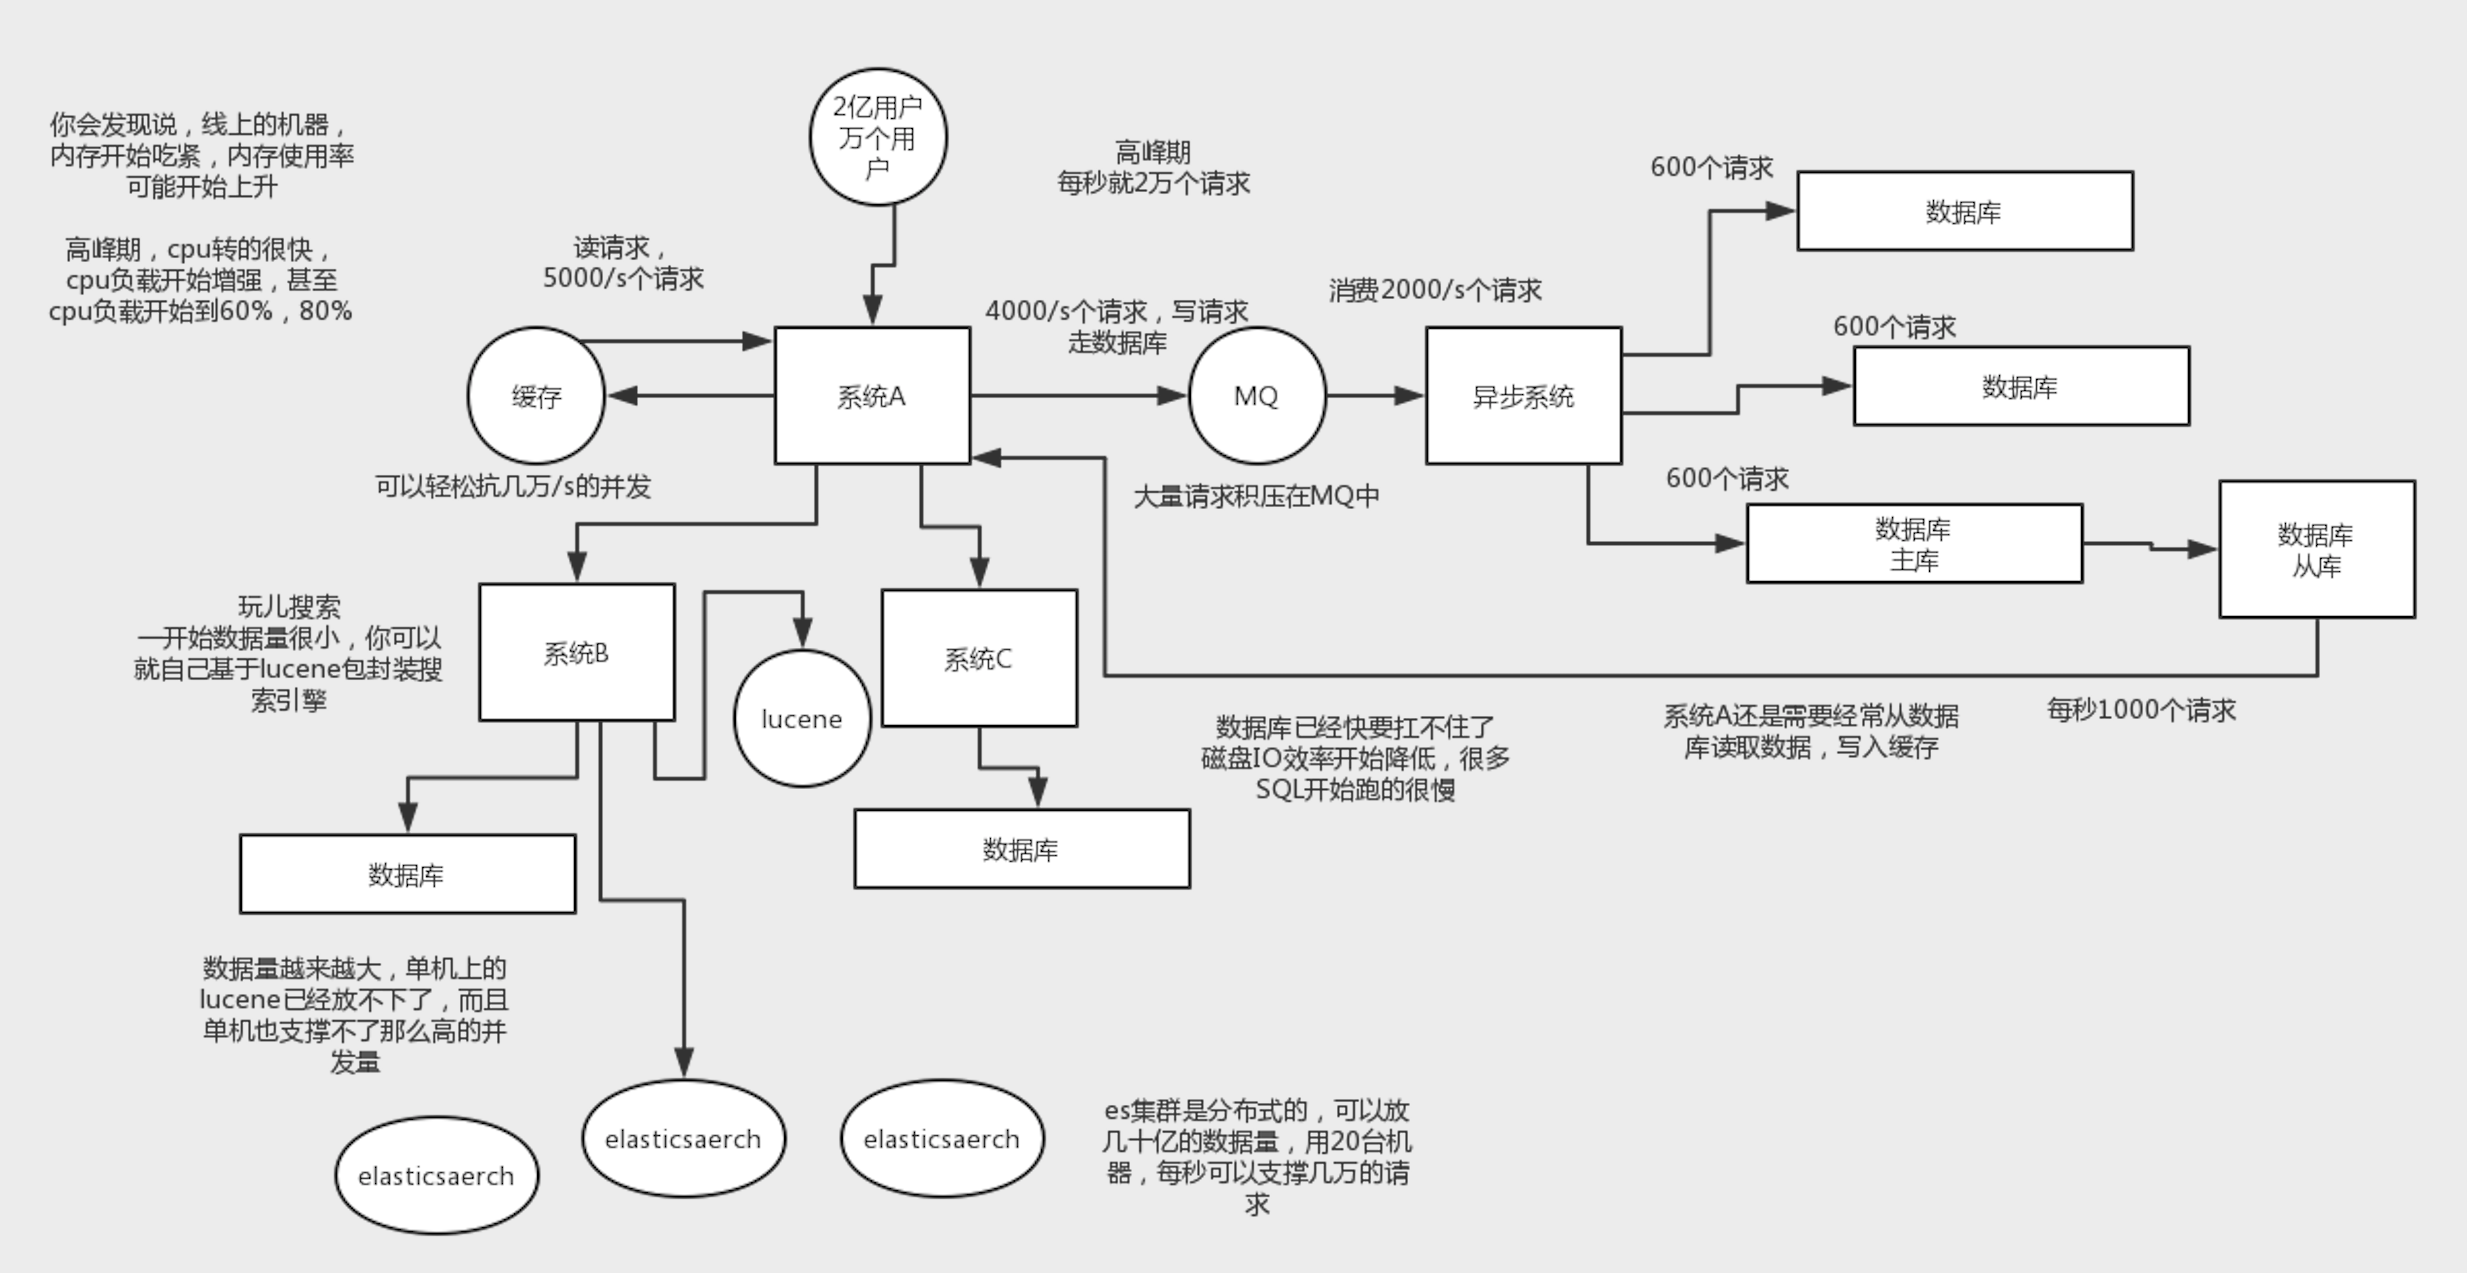 2亿用户
万个用
户
你会发现说，线上的机器，
内存开始吃紧，内存使用率
可能开始上升
高峰期，cpu转的很快，
cpu负载开始增强，甚至
cpu负载开始到60%，80%
高峰期
每秒就2万个请求
读请求，
5000/s个请求
4000/s个请求，写请求
走数据库
消费2000/s个请求
600个请求
数据库
600个请求
数据库
缓存
系统A
MQ
异步系统
可以轻松抗几万/s的并发
大量请求积压在MQ中
600个请求
数据库
主库
数据库
从库
玩儿搜索
一开始数据量很小，你可以
就自己基于lucene包封装搜
索引擎
系统B
lucene
系统C
数据库已经快要扛不住了
磁盘IO效率开始降低，很多
SQL开始跑的很慢
系统A还是需要经常从数据
库读取数据，写入缓存
每秒1000个请求
数据库
数据库
数据量越来越大，单机上的
lucene已经放不下了，而且
单机也支撑不了那么高的并
发量
elasticsaerch
elasticsaerch
elasticsaerch
es集群是分布式的，可以放
几十亿的数据量，用20台机
器，每秒可以支撑几万的请
求